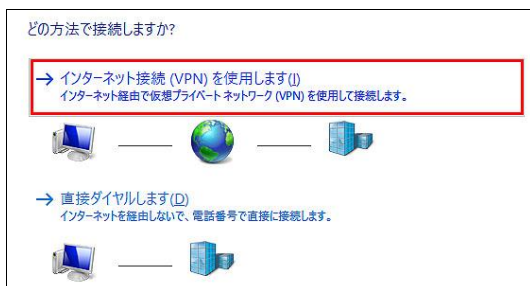 どの方法で接続しますか?
→ インターネット接続 (VPN) を使用します(I)
インターネット経由で仮想プライベート ネットワーク (VPN) を使用して接続します。
→ 直接ダイヤルします(D)
インターネットを経由しないで、電話番号で直接に接続します。